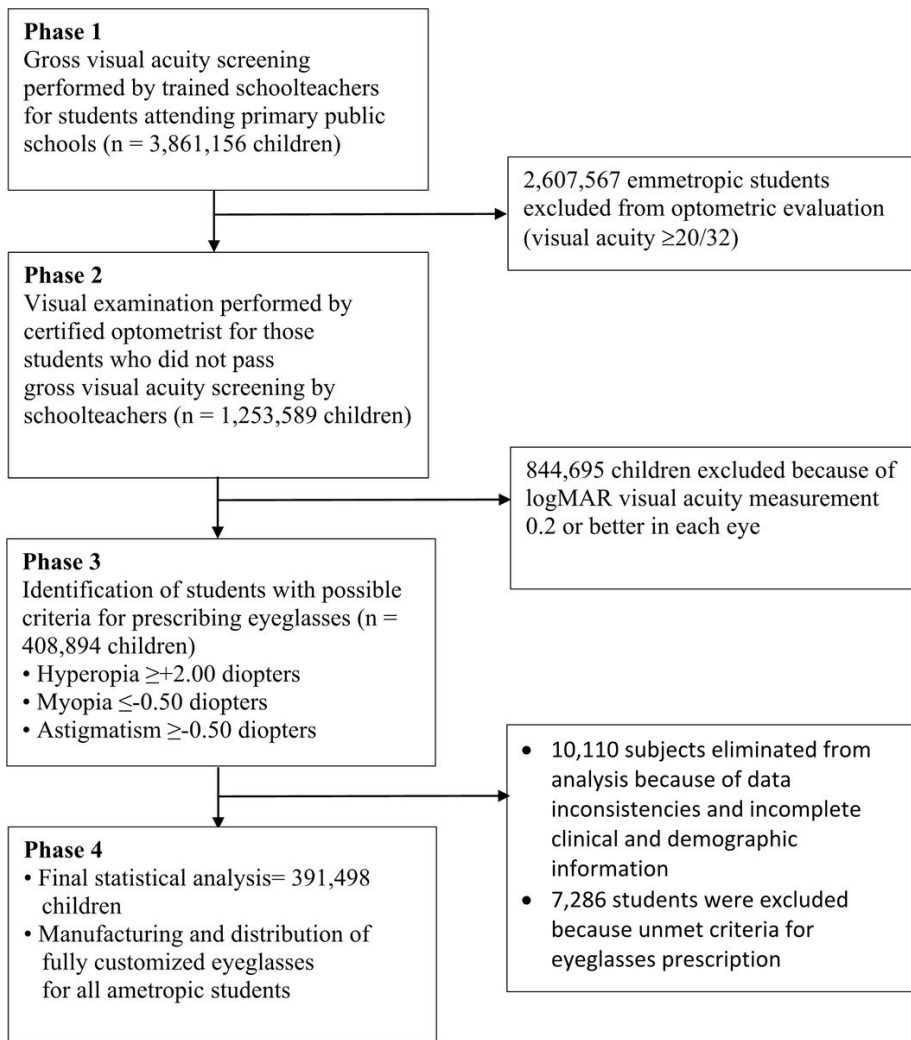 Phase 1
Gross visual acuity screening
performed by trained schoolteachers
for students attending primary public
schools (n = 3,861,156 children)
2,607,567 emmetropic students
excluded from optometric evaluation
(visual acuity ≥20/32)
Phase 2
Visual examination performed by
certified optometrist for those
students who did not pass
gross visual acuity screening by
schoolteachers (n = 1,253,589 children)
844,695 children excluded because of
logMAR visual acuity measurement
0.2 or better in each eye
Phase 3
Identification of students with possible
criteria for prescribing eyeglasses (n =
408,894 children)
• Hyperopia ≥+2.00 diopters
• Myopia ≤-0.50 diopters
• Astigmatism ≥-0.50 diopters
• 10,110 subjects eliminated from
analysis because of data
inconsistencies and incomplete
clinical and demographic
information
• 7,286 students were excluded
because unmet criteria for
eyeglasses prescription
Phase 4
• Final statistical analysis= 391,498
children
• Manufacturing and distribution of
fully customized eyeglasses
for all ametropic students